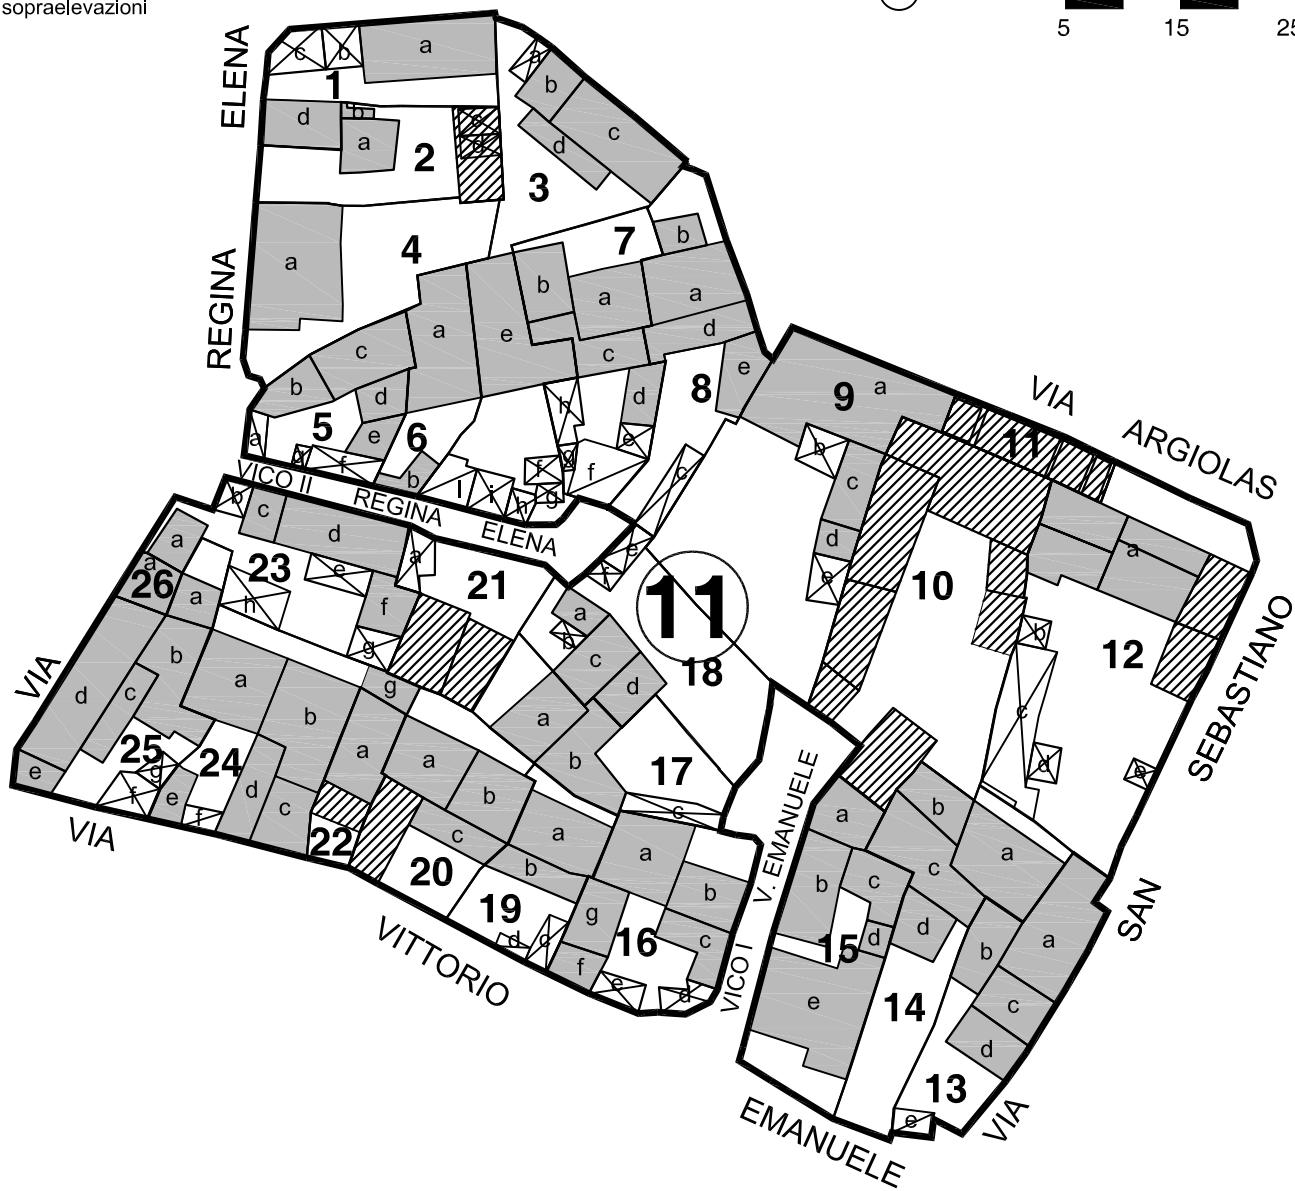 sopraelevazioni
5 15 25
ELENA
c b a
1
a
b
d b
a
2
e
g
c
d
3
REGINA
a
4
7
b
b a a
a e c d
c
b d
e
8
9 a
VIA
ARGIOLAS
11
a 5 e 6 h d
g f b e
l i h f g g f c
b c
VICO II REGINA ELENA
b c d
a
e
f
23
h
a
26
a
a
e
f
g
21
a
b
c
d
11
18
c
d
e
10
a
b
12
c
d
e
SEBASTIANO
VIA
d c b a b g
a
a
b
a
b
17
c
25 24
g
e f e f d c
22
VIA
20
c
b
a
19
d c
a
b
g 16 c
f e d
VITTORIO
V. EMANUELE
VICO I
a
b
c
b c d
15 d
e
14
a
b
a
c
d
13
e
SAN
VIA
EMANUELE